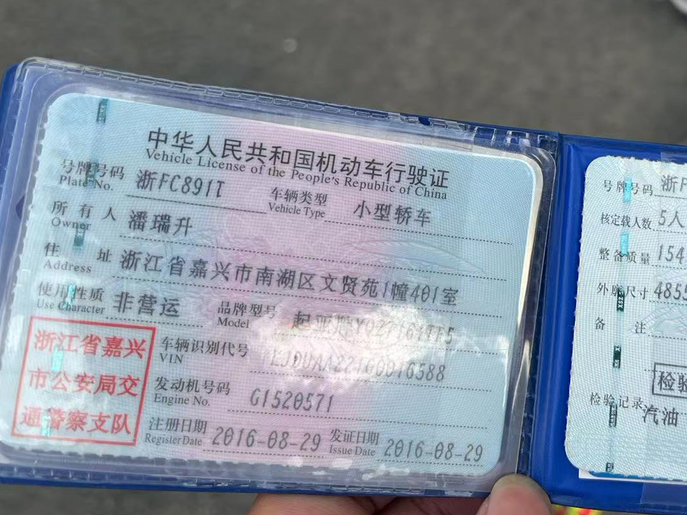 中华人民共和国机动车行驶证
Vehicle License of the People's Republic of China
号牌号码 浙FC891T 车辆类型 小型轿车
Plate No. Vehicle Type
所有人 潘瑞升
Owner
住址 浙江省嘉兴市南湖区文贤苑1幢401室
Address
使用性质 非营运 品牌型号 起亚
Use Character Model
浙江省嘉兴
市公安局交
通警察支队
车辆识别代号
VIN
发动机号码 G1520571
Engine No.
注册日期 2016-08-29 发证日期 2016-08-29
Register Date Issue Date
号牌号码 浙F
核定载人数 5人
整备质量 154
外廓尺寸 4855
备注
检验
检验记录 汽油